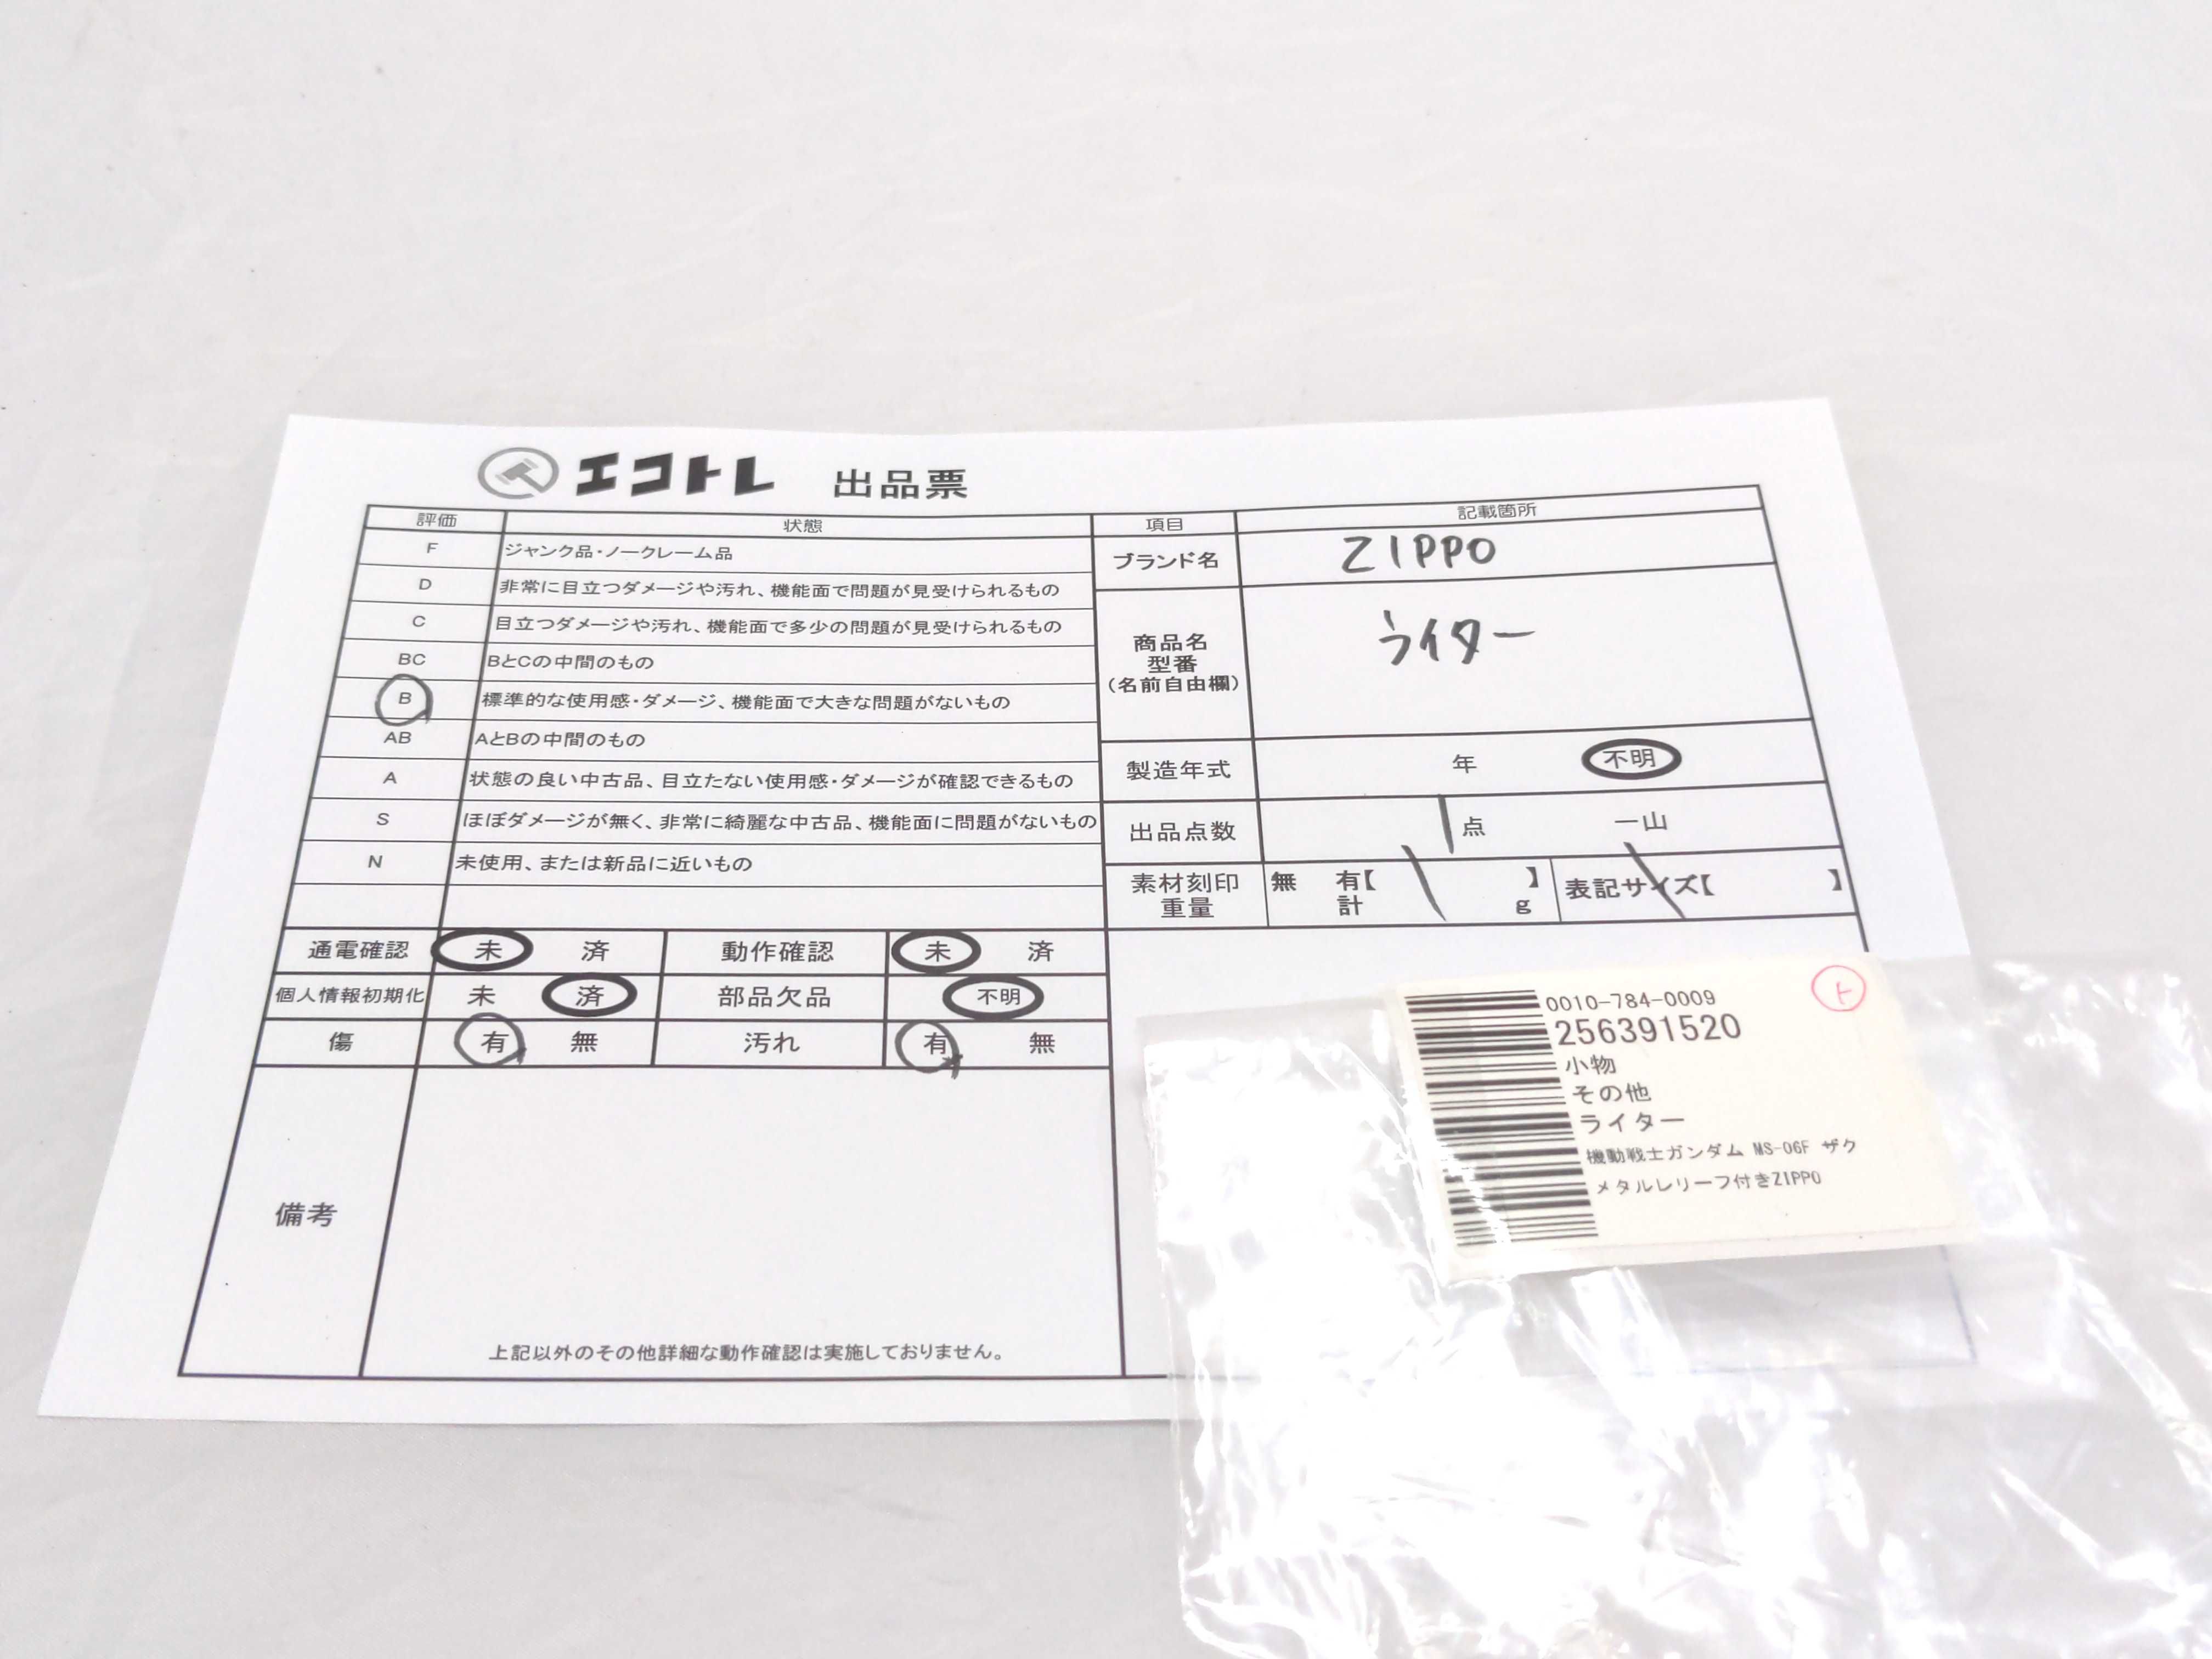 エコトレ 出品票
評価 状態 項目 記載箇所
F ジャンク品・ノークレーム品
D 非常に目立つダメージや汚れ、機能面で問題が見受けられるもの
C 目立つダメージや汚れ、機能面で多少の問題が見受けられるもの
BC BとCの中間のもの
B 標準的な使用感・ダメージ、機能面で大きな問題がないもの
AB AとBの中間のもの
A 状態の良い中古品、目立たない使用感・ダメージが確認できるもの
S ほぼダメージが無く、非常に綺麗な中古品、機能面に問題がないもの
N 未使用、または新品に近いもの
ブランド名 ZIPPO
商品名
型番
(名前自由欄)
ライター
製造年式 年 不明
出品点数 1 点 一山
素材刻印 無 有【 】 表記サイズ【 】
重量 計 g
通電確認 未 済 動作確認 未 済
個人情報初期化 未 済 部品欠品 不明
傷 有 無 汚れ 有 無
備考
上記以外のその他詳細な動作確認は実施しておりません。
0010-784-0009
256391520
小物
その他
ライター
機動戦士ガンダム MS-06F ザク
メタルレリーフ付きZIPPO